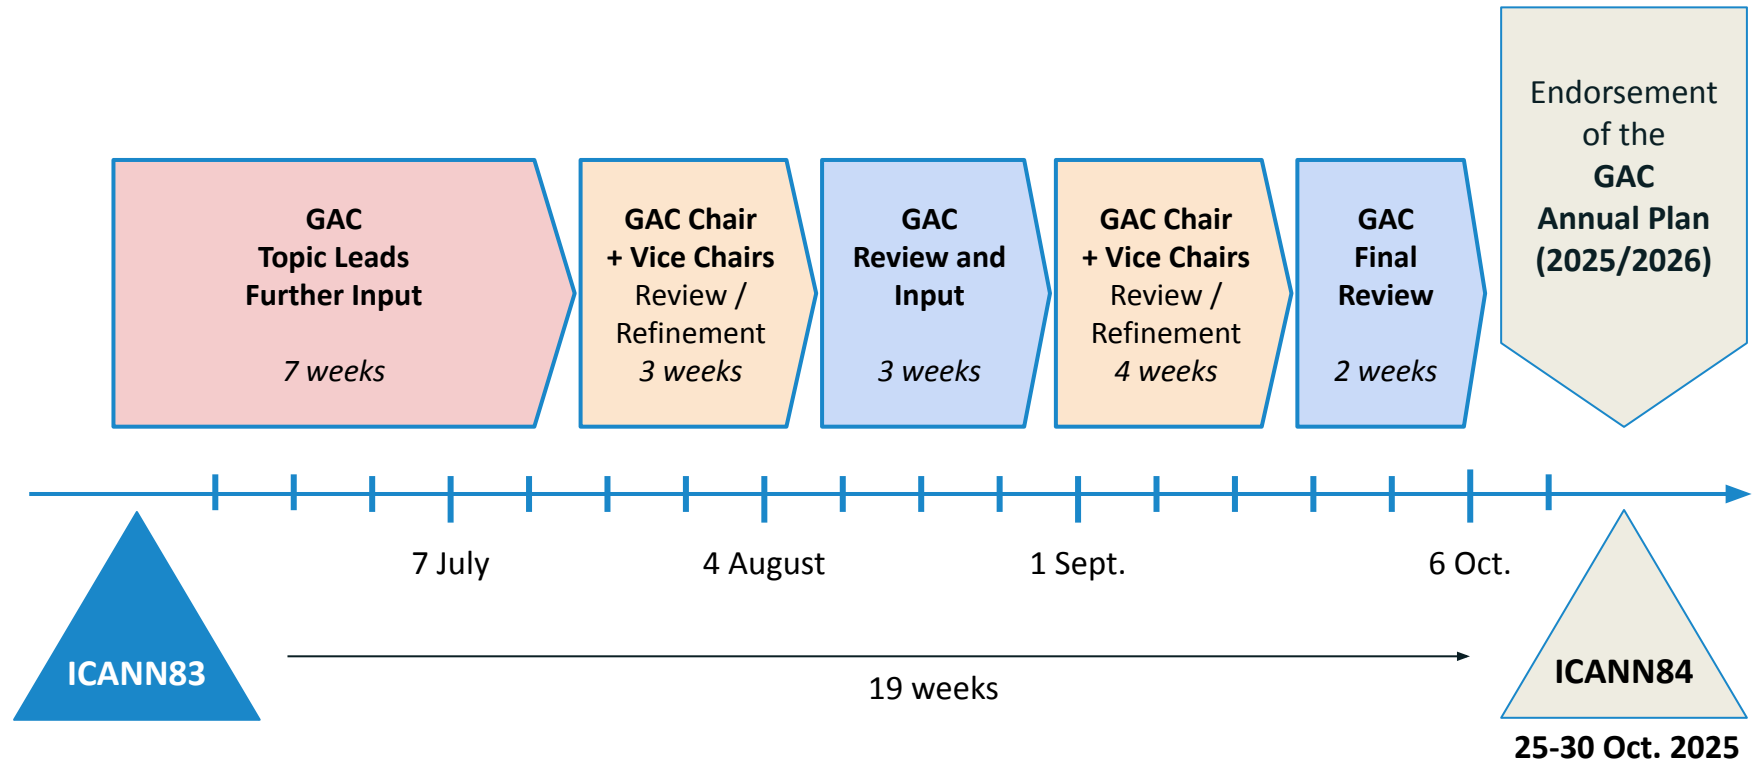 GAC
Topic Leads
Further Input
7 weeks
GAC Chair
+ Vice Chairs
Review /
Refinement
3 weeks
GAC
Review and
Input
3 weeks
GAC Chair
+ Vice Chairs
Review /
Refinement
4 weeks
GAC
Final
Review
2 weeks
Endorsement
of the
GAC
Annual Plan
(2025/2026)
7 July
4 August
1 Sept.
6 Oct.
ICANN83
19 weeks
ICANN84
25-30 Oct. 2025